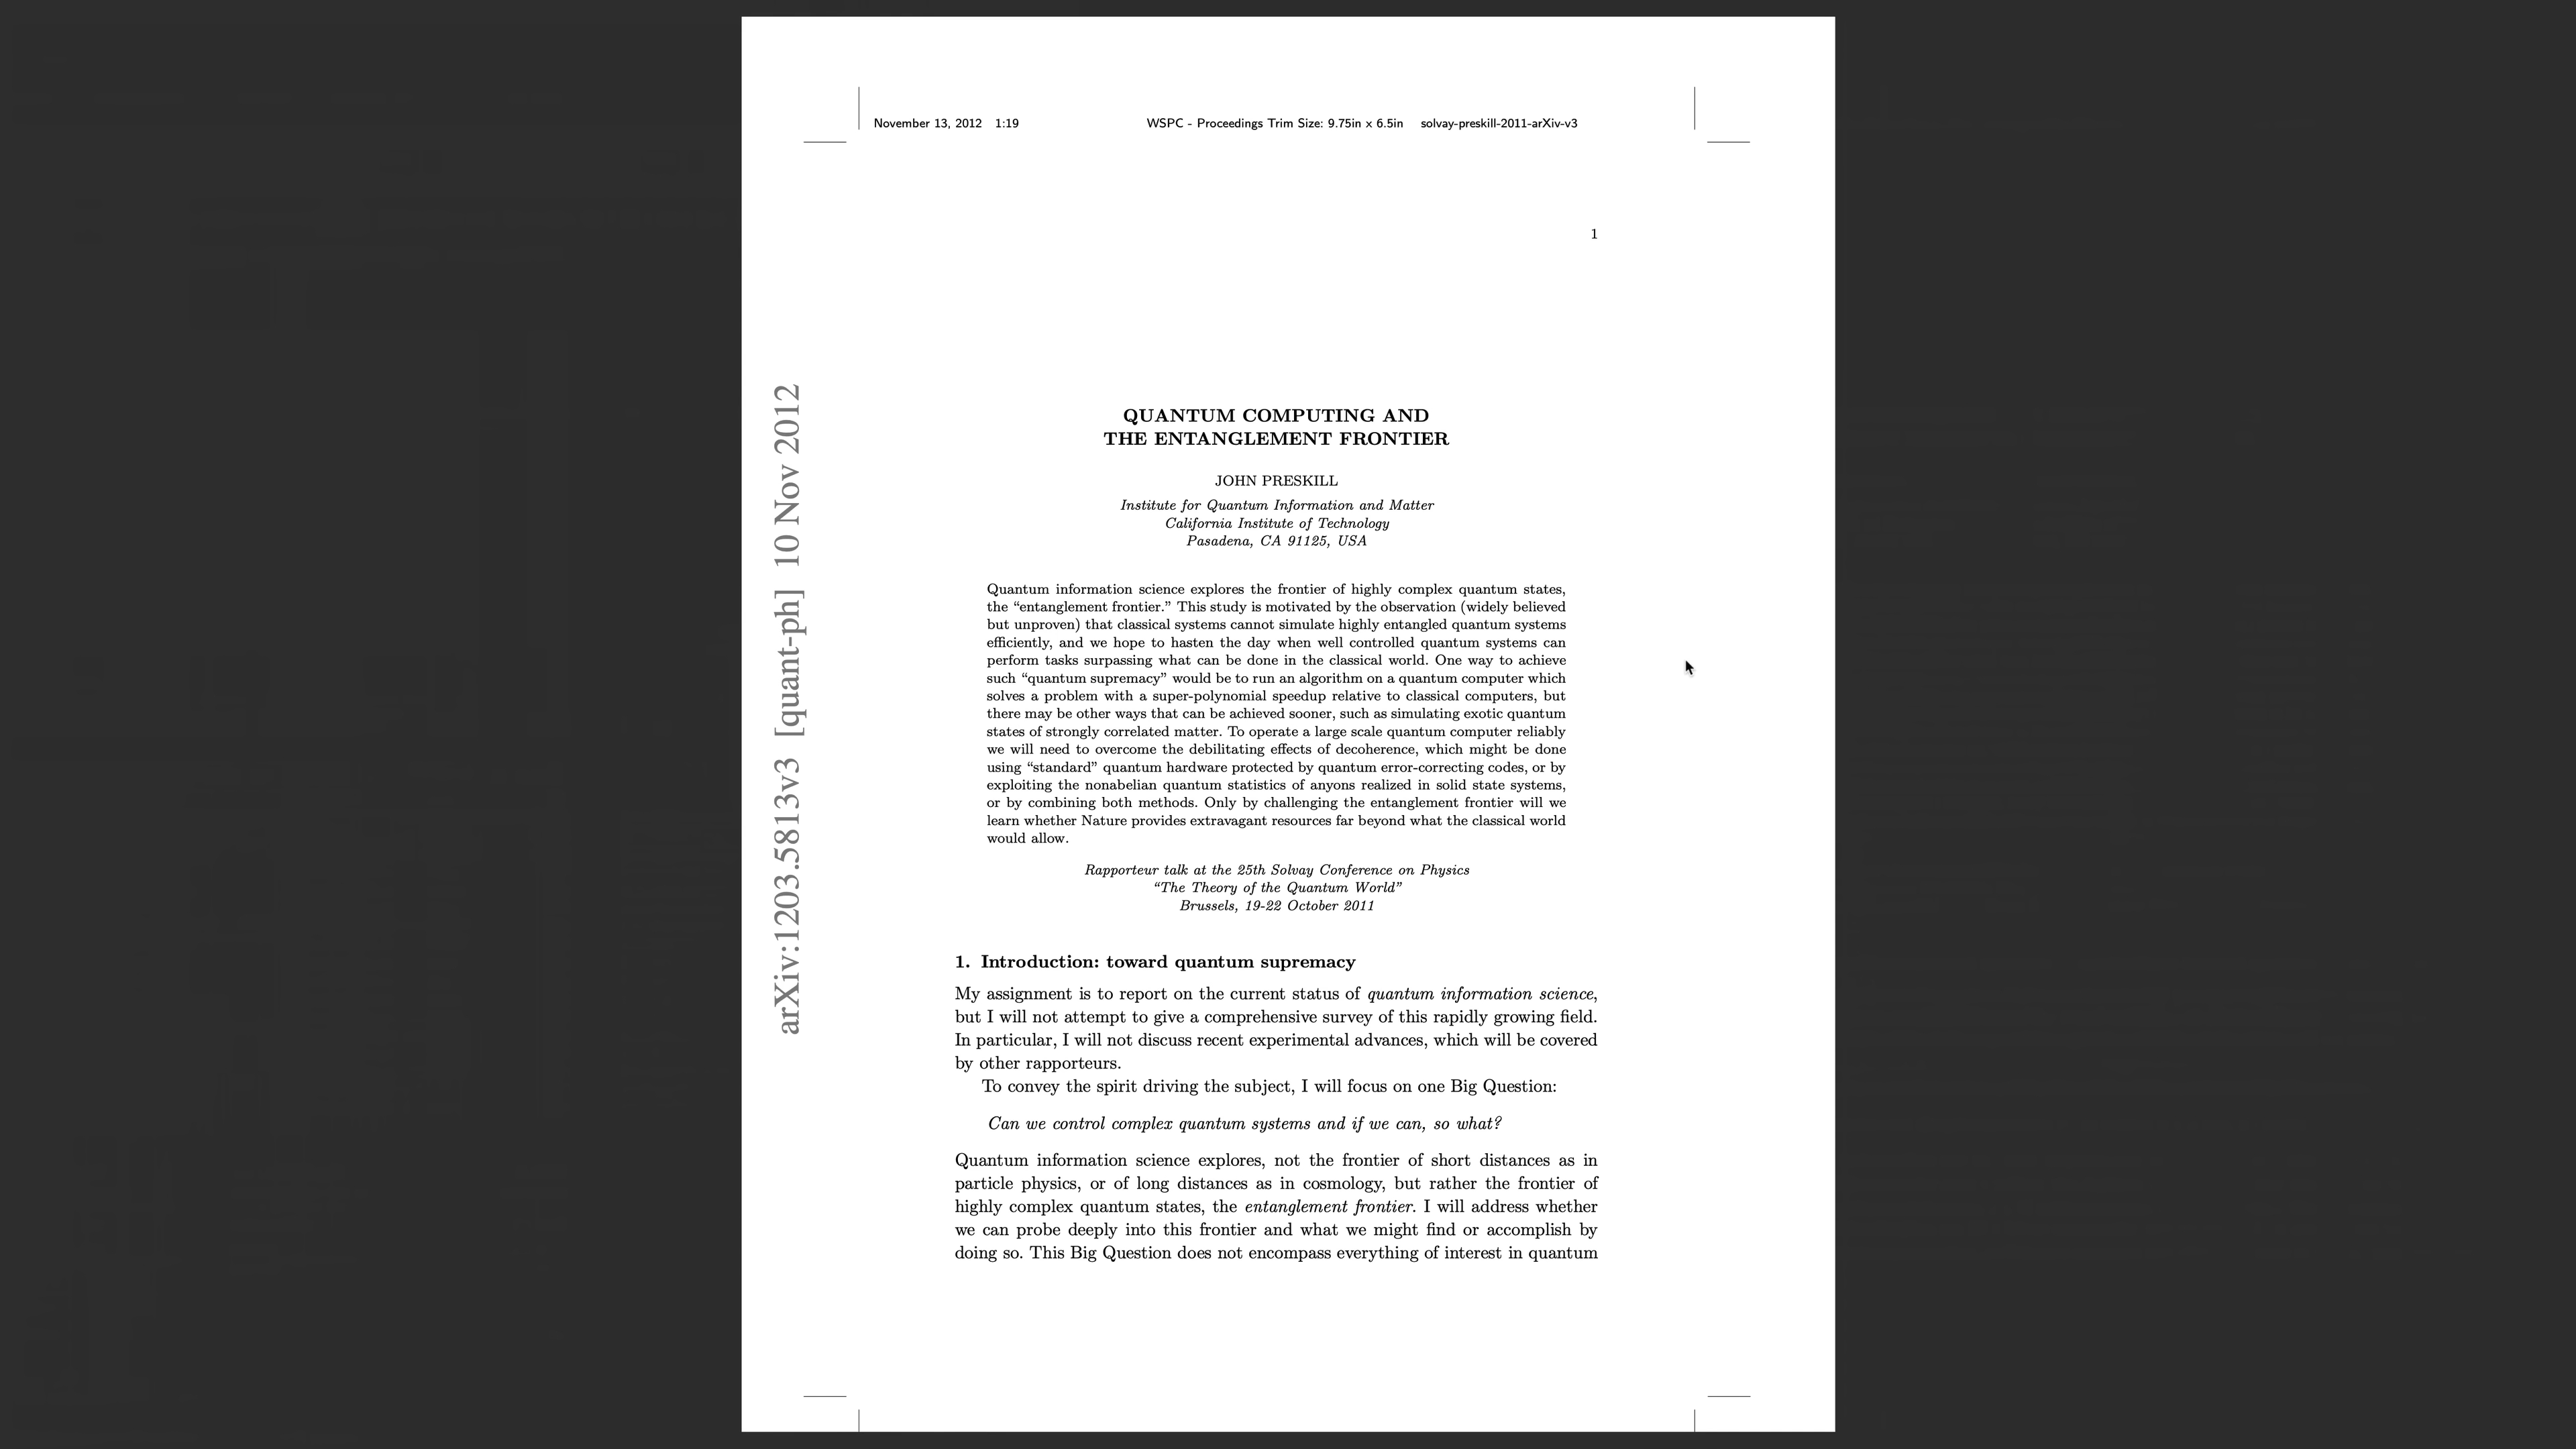 November 13, 2012 1:19 WSPC - Proceedings Trim Size: 9.75in x 6.5in solvay-preskill-2011-arXiv-v3
1
arXiv:1203.5813v3 [quant-ph] 10 Nov 2012
QUANTUM COMPUTING AND
THE ENTANGLEMENT FRONTIER
JOHN PRESKILL
Institute for Quantum Information and Matter
California Institute of Technology
Pasadena, CA 91125, USA
Quantum information science explores the frontier of highly complex quantum states,
the “entanglement frontier.” This study is motivated by the observation (widely believed
but unproven) that classical systems cannot simulate highly entangled quantum systems
efficiently, and we hope to hasten the day when well controlled quantum systems can
perform tasks surpassing what can be done in the classical world. One way to achieve
such “quantum supremacy” would be to run an algorithm on a quantum computer which
solves a problem with a super-polynomial speedup relative to classical computers, but
there may be other ways that can be achieved sooner, such as simulating exotic quantum
states of strongly correlated matter. To operate a large scale quantum computer reliably
we will need to overcome the debilitating effects of decoherence, which might be done
using “standard” quantum hardware protected by quantum error-correcting codes, or by
exploiting the nonabelian quantum statistics of anyons realized in solid state systems,
or by combining both methods. Only by challenging the entanglement frontier will we
learn whether Nature provides extravagant resources far beyond what the classical world
would allow.
Rapporteur talk at the 25th Solvay Conference on Physics
“The Theory of the Quantum World”
Brussels, 19-22 October 2011
1. Introduction: toward quantum supremacy
My assignment is to report on the current status of quantum information science,
but I will not attempt to give a comprehensive survey of this rapidly growing field.
In particular, I will not discuss recent experimental advances, which will be covered
by other rapporteurs.
To convey the spirit driving the subject, I will focus on one Big Question:
Can we control complex quantum systems and if we can, so what?
Quantum information science explores, not the frontier of short distances as in
particle physics, or of long distances as in cosmology, but rather the frontier of
highly complex quantum states, the entanglement frontier. I will address whether
we can probe deeply into this frontier and what we might find or accomplish by
doing so. This Big Question does not encompass everything of interest in quantum